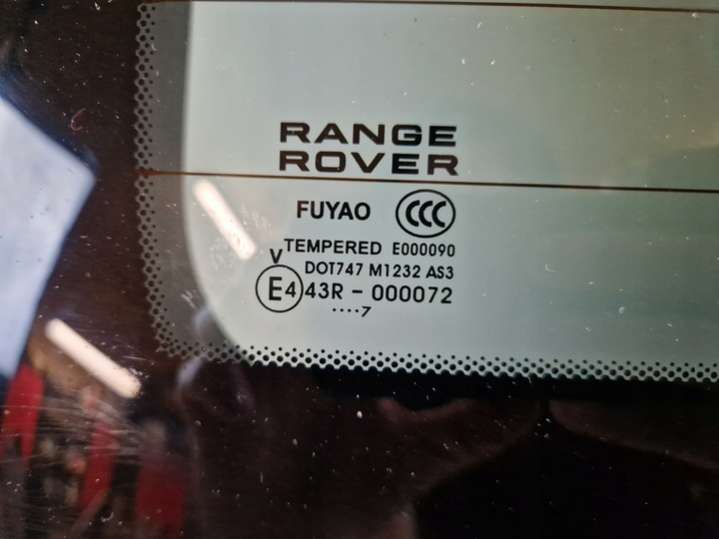 RANGE
ROVER
FUYAO CCC
TEMPERED E000090
V
DOT747 M1232 AS3
E4 43R - 000072
....7